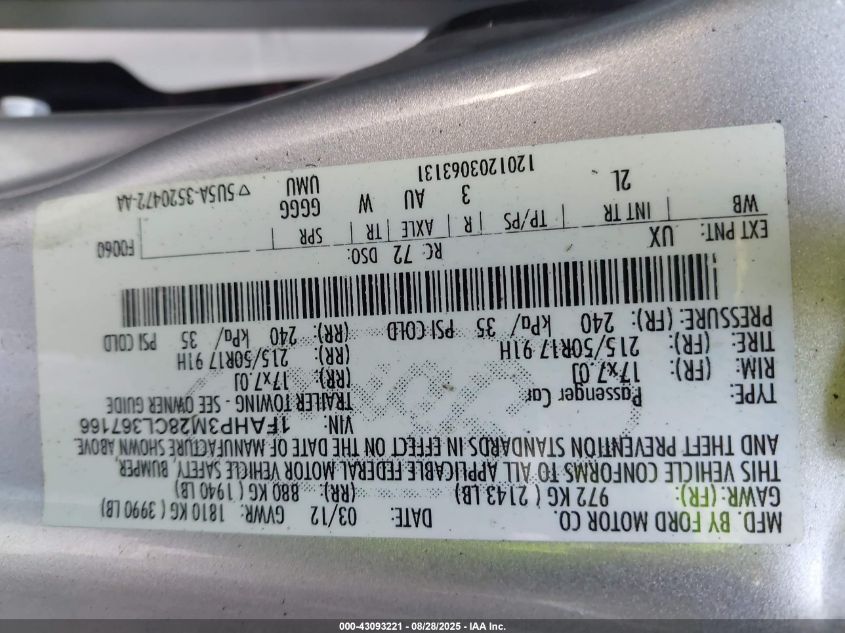 MFD. BY FORD MOTOR CO.
DATE: 03/12 GVWR: 1810 KG ( 3990 LB)
GAWR: (FR): 972 KG ( 2143 LB) (RR): 880 KG ( 1940 LB)
THIS VEHICLE CONFORMS TO ALL APPLICABLE FEDERAL MOTOR VEHICLE SAFETY, BUMPER,
AND THEFT PREVENTION STANDARDS IN EFFECT ON THE DATE OF MANUFACTURE SHOWN ABOVE.
VIN: 1FAHP3M28CL367166
TYPE: Passenger Car TRAILER TOWING - SEE OWNER GUIDE
RIM: (FR): 17x7.0J (RR): 17x7.0J
TIRE: (FR): 215/50R17 91H (RR): 215/50R17 91H
PRESSURE: (FR): 240 kPa/ 35 PSI COLD (RR): 240 kPa/ 35 PSI COLD
EXT PNT: UX RC: 72 DSO: F0060
WB INT TR TP/PS R AXLE TR SPR
2L 3 AU W GGGG
UMU
1201203063131 ▽5U5A-3520472-AA
000-43093221 - 08/28/2025 - IAA Inc.